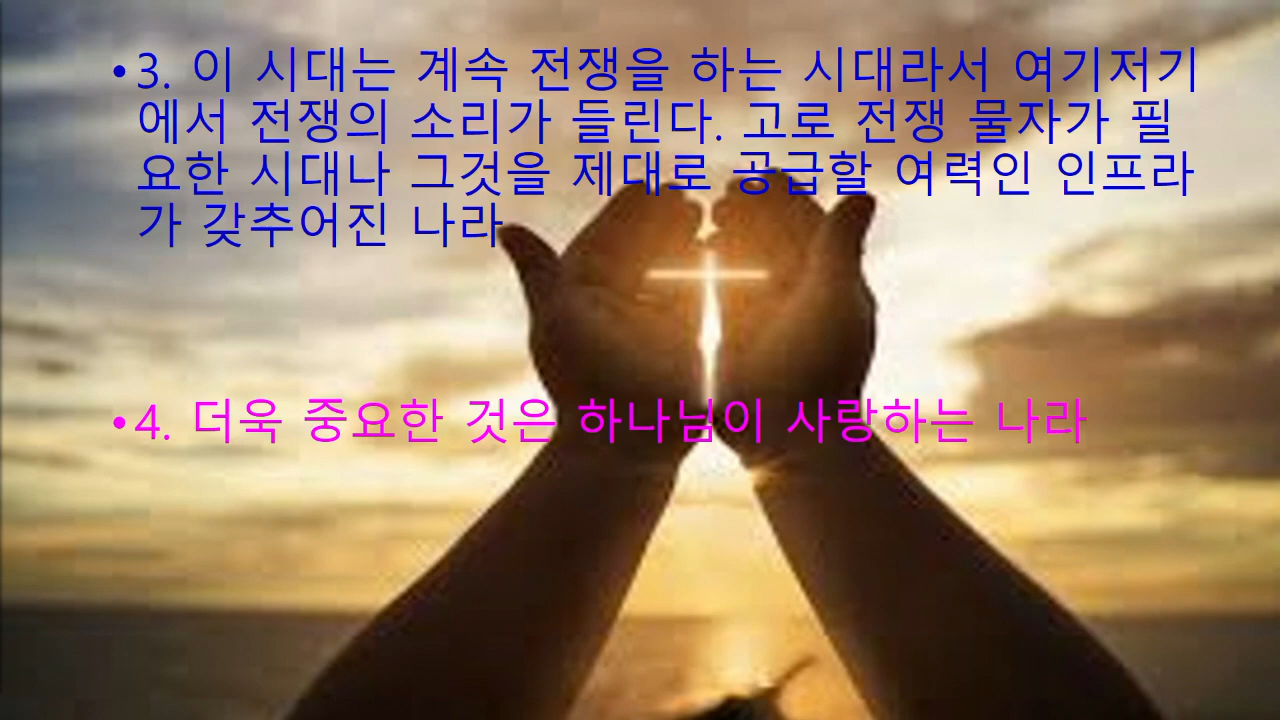 •3. 이 시대는 계속 전쟁을 하는 시대라서 여기저기
에서 전쟁의 소리가 들린다. 고로 전쟁 물자가 필
요한 시대나 그것을 제대로 공급할 여력인 인프라
가 갖추어진 나라
•4. 더욱 중요한 것은 하나님이 사랑하는 나라